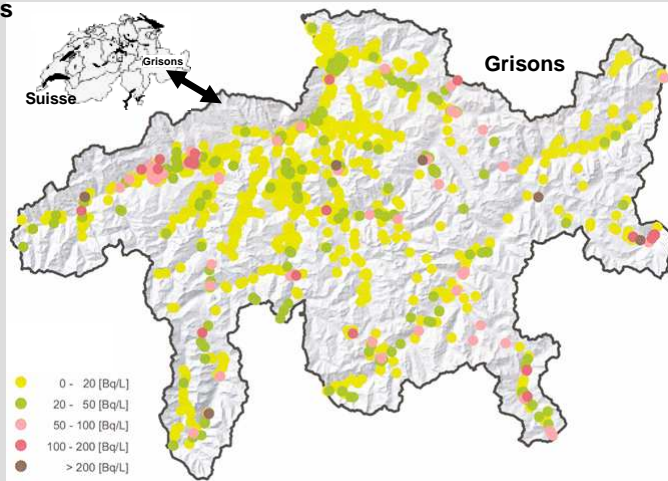 s
Grisons
Suisse
Grisons
0 - 20 [Bq/L]
20 - 50 [Bq/L]
50 - 100 [Bq/L]
100 - 200 [Bq/L]
> 200 [Bq/L]